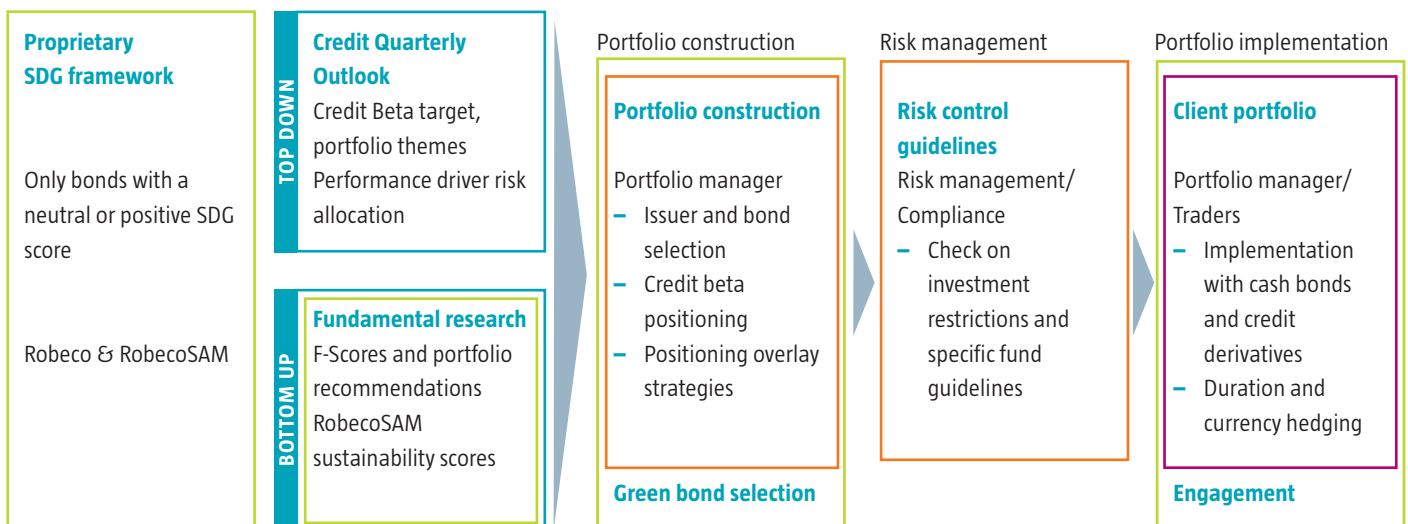 Proprietary
SDG framework
Only bonds with a
neutral or positive SDG
score
Robeco & RobecoSAM
TOP DOWN
Credit Quarterly
Outlook
Credit Beta target,
portfolio themes
Performance driver risk
allocation
BOTTOM UP
Fundamental research
F-Scores and portfolio
recommendations
RobecoSAM
sustainability scores
Portfolio construction
Portfolio construction
Portfolio manager
– Issuer and bond
selection
– Credit beta
positioning
– Positioning overlay
strategies
Green bond selection
Risk management
Risk control
guidelines
Risk management/
Compliance
– Check on
investment
restrictions and
specific fund
guidelines
Portfolio implementation
Client portfolio
Portfolio manager/
Traders
– Implementation
with cash bonds
and credit
derivatives
– Duration and
currency hedging
Engagement